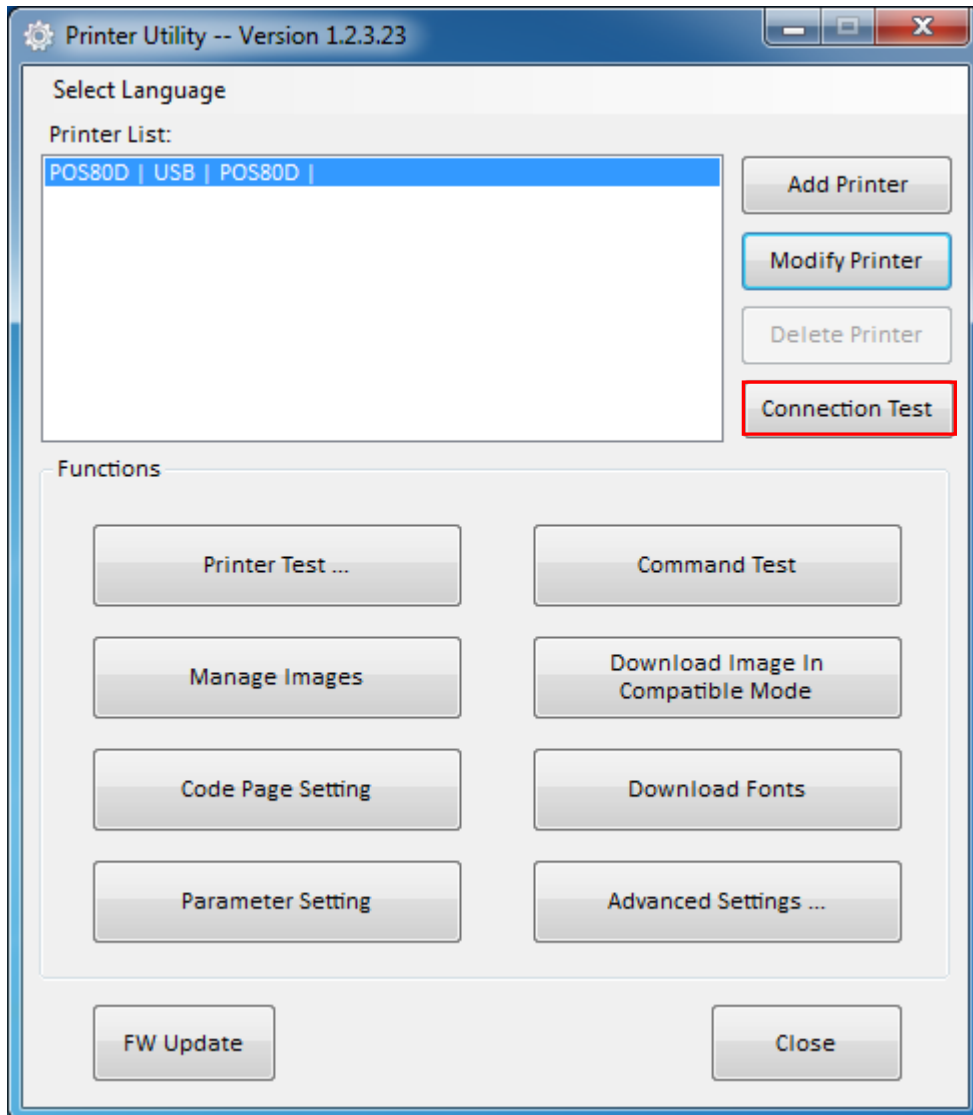 Printer Utility -- Version 1.2.3.23
Select Language
Printer List:
POS80D | USB | POS80D |
Add Printer
Modify Printer
Delete Printer
Connection Test
Functions
Printer Test ...
Command Test
Manage Images
Download Image In
Compatible Mode
Code Page Setting
Download Fonts
Parameter Setting
Advanced Settings ...
FW Update
Close